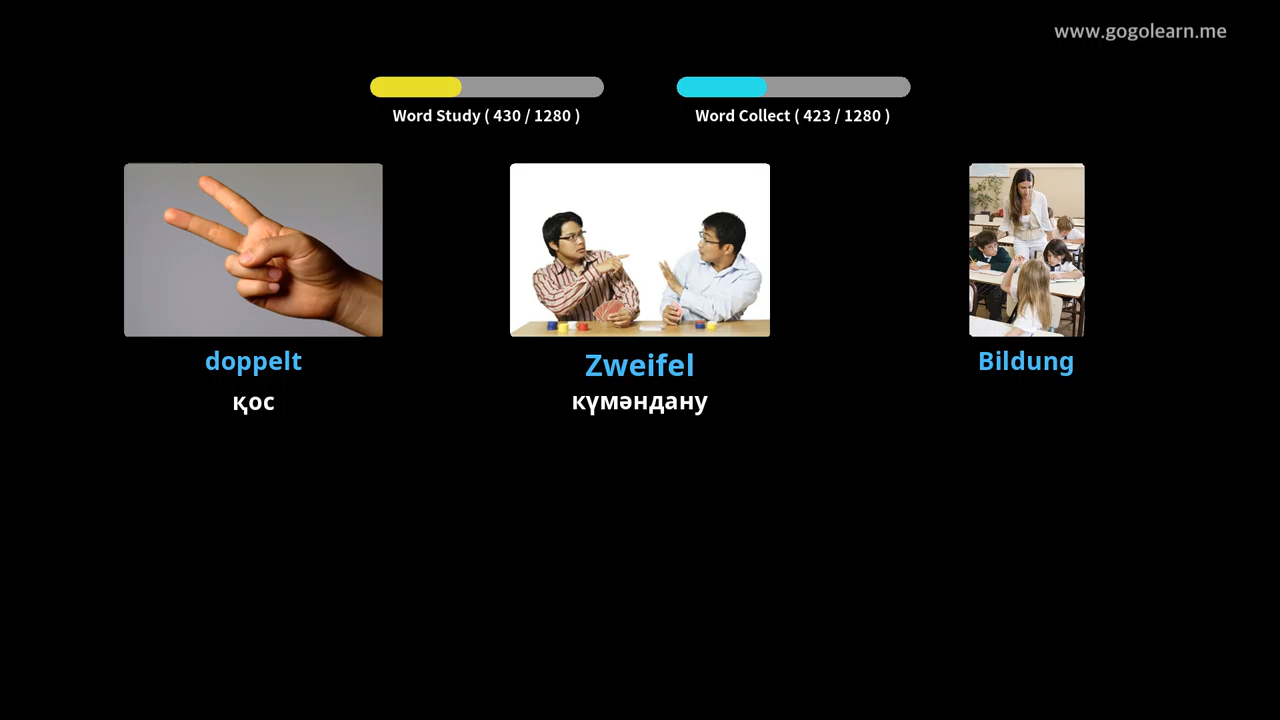 www.gogolearn.me
Word Study ( 430 / 1280 )
Word Collect ( 423 / 1280 )
doppelt
Zweifel
Bildung
қос
күмәндану